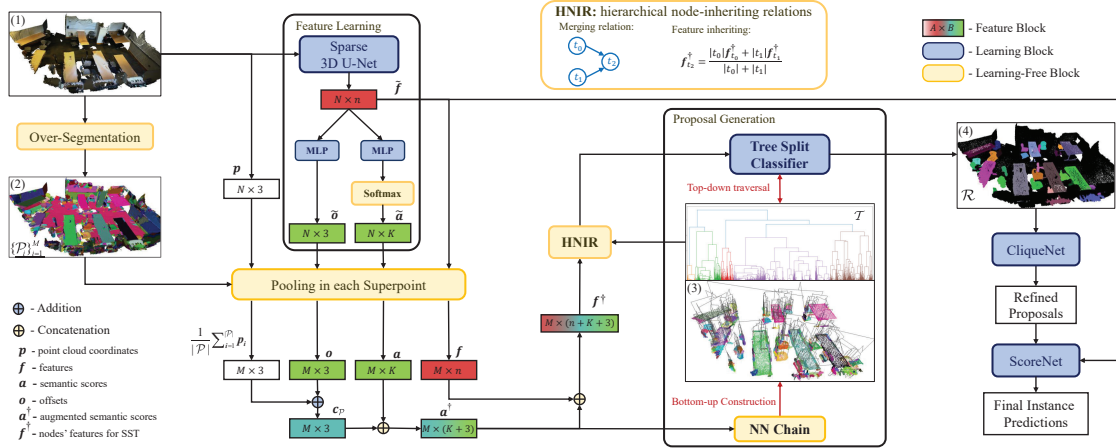 (1)
Over-Segmentation
(2)
{𝒫ᵢ}ᴹᵢ₌₁
Feature Learning
Sparse
3D U-Net
f̃
N × n
MLP
MLP
Softmax
p
N × 3
õ
ã
N × 3
N × K
Pooling in each Superpoint
1/|𝒫| ∑ᵢ₌₁^|𝒫| pᵢ
o
a
f
M × 3
M × 3
M × K
M × n
c_𝒫
a†
M × 3
M × (K + 3)
- Addition
- Concatenation
p - point cloud coordinates
f - features
a - semantic scores
o - offsets
a† - augmented semantic scores
f† - nodes' features for SST
HNIR: hierarchical node-inheriting relations
Merging relation:
Feature inheriting:
t₀
t₁
t₂
f†_t₂ = (|t₀|f†_t₀ + |t₁|f†_t₁) / (|t₀| + |t₁|)
A × B - Feature Block
- Learning Block
- Learning-Free Block
HNIR
f†
M × (n + K + 3)
Proposal Generation
Tree Split
Classifier
Top-down traversal
𝒯
(3)
Bottom-up Construction
NN Chain
(4)
ℛ
CliqueNet
Refined
Proposals
ScoreNet
Final Instance
Predictions